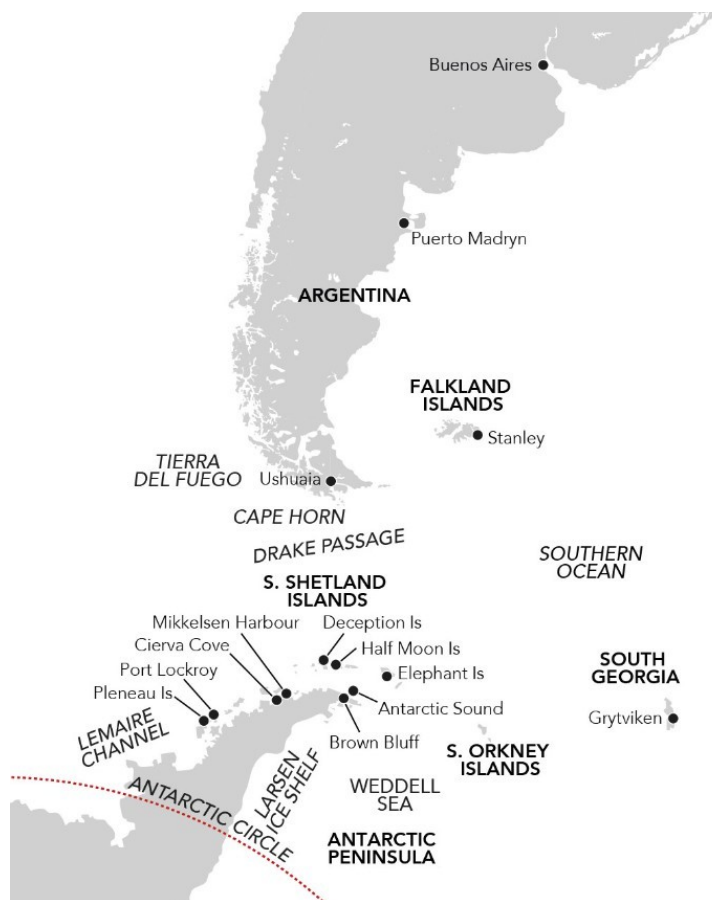 Buenos Aires
Puerto Madryn
ARGENTINA
FALKLAND
ISLANDS
Stanley
TIERRA
DEL FUEGO
Ushuaia
CAPE HORN
DRAKE PASSAGE
SOUTHERN
OCEAN
S. SHETLAND
ISLANDS
Mikkelsen Harbour
Deception Is
Cierva Cove
Half Moon Is
Port Lockroy
Elephant Is
Pleneau Is
SOUTH
GEORGIA
Antarctic Sound
Grytviken
LEMAIRE
CHANNEL
Brown Bluff
S. ORKNEY
ISLANDS
LARSEN
ICE SHELF
WEDDELL
SEA
ANTARCTIC CIRCLE
ANTARCTIC
PENINSULA